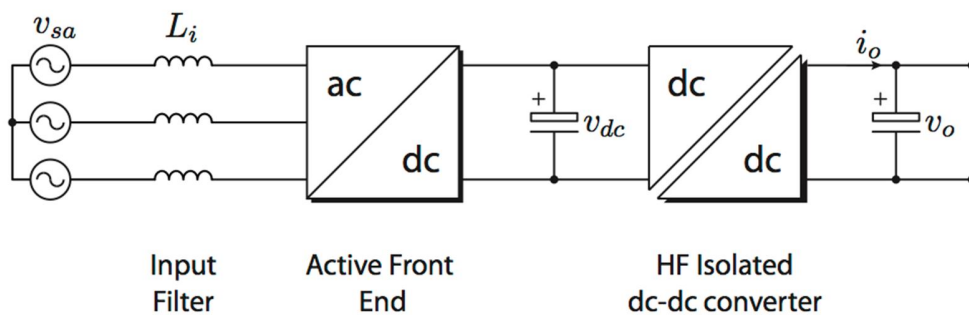 v_sa
L_i
ac
dc
+
v_dc
dc
dc
i_o
+
v_o
Input
Filter
Active Front
End
HF Isolated
dc-dc converter